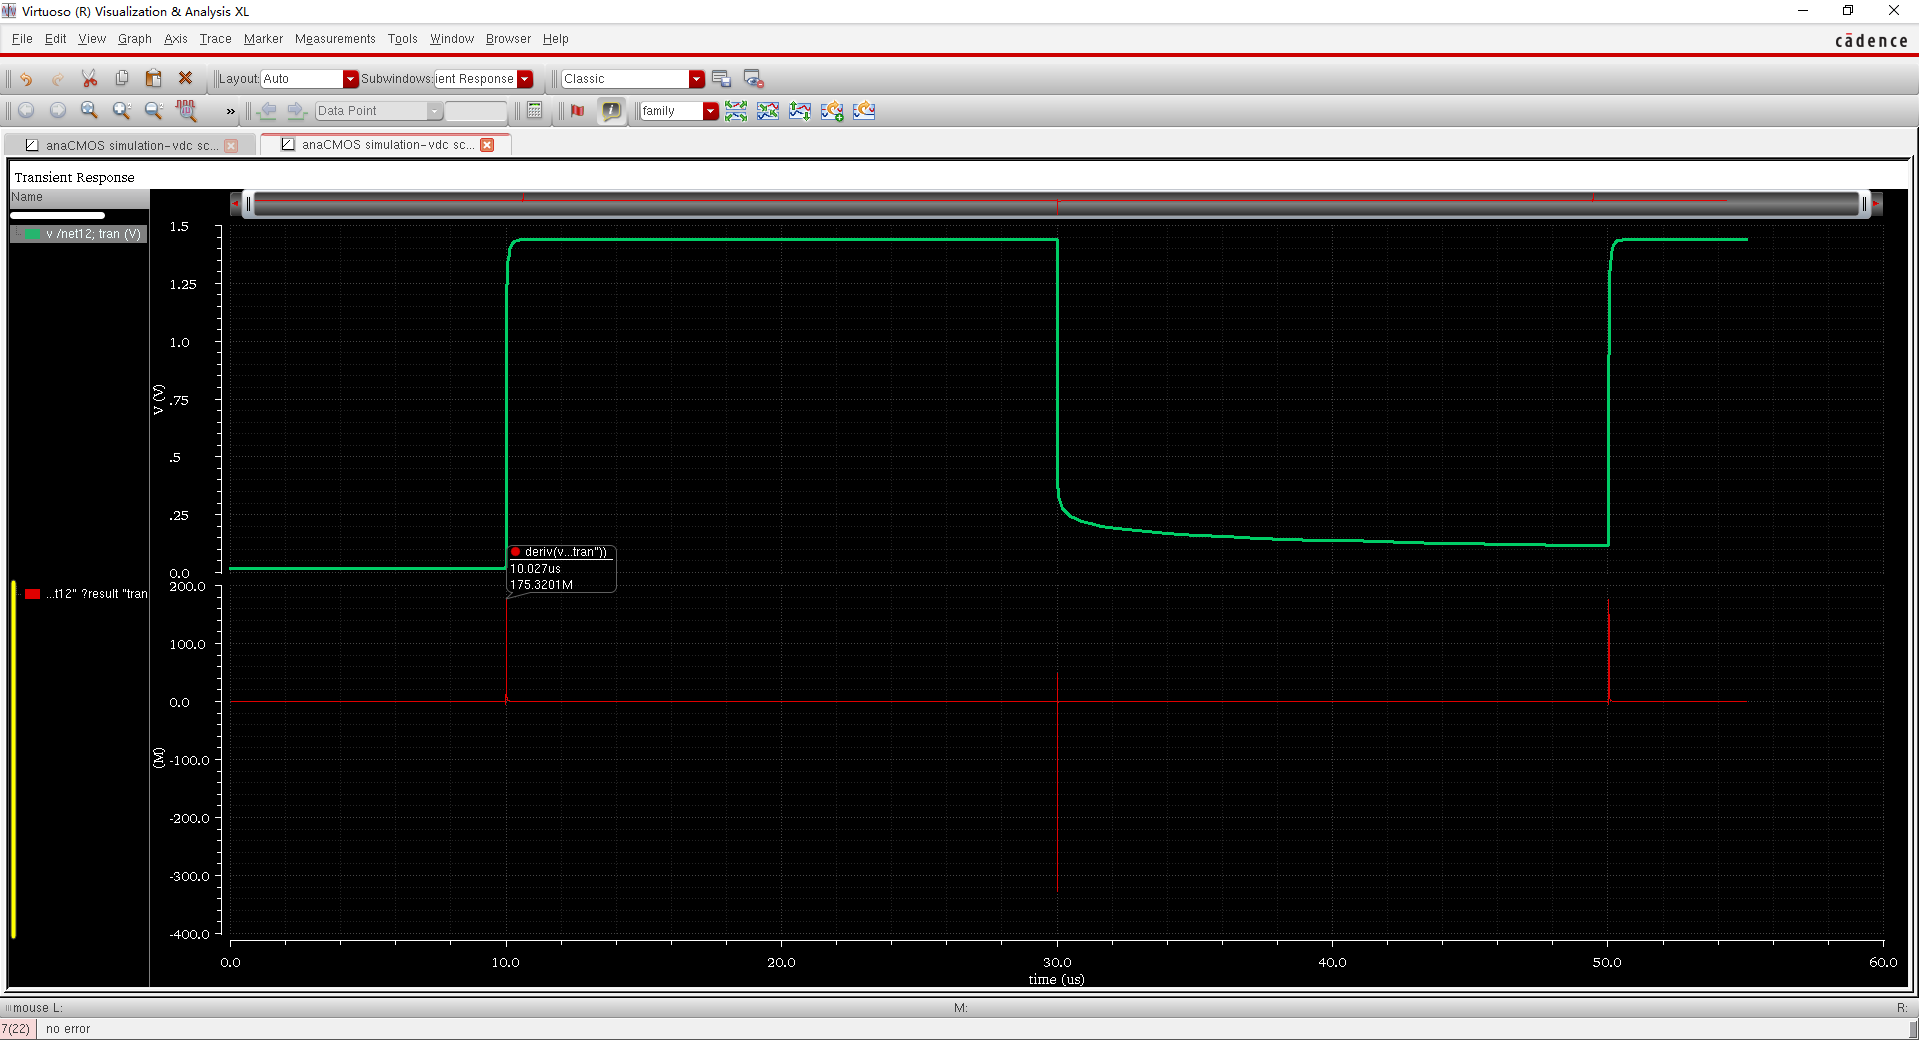 Virtuoso (R) Visualization & Analysis XL
File Edit View Graph Axis Trace Marker Measurements Tools Window Browser Help
cādence
Layout: Auto Subwindows: ient Response Classic
» Data Point family
anaCMOS simulation-vdc sc... anaCMOS simulation-vdc sc...
Transient Response
Name
v /net12; tran (V)
1.5
1.25
1.0
.75
.5
.25
0.0
V (V)
deriv(v...tran"))
10.027us
175.3201M
...t12" ?result "tran
200.0
100.0
0.0
-100.0
-200.0
-300.0
-400.0
(M)
0.0 10.0 20.0 30.0 40.0 50.0 60.0
time (us)
mouse L: M: R:
7(22) no error